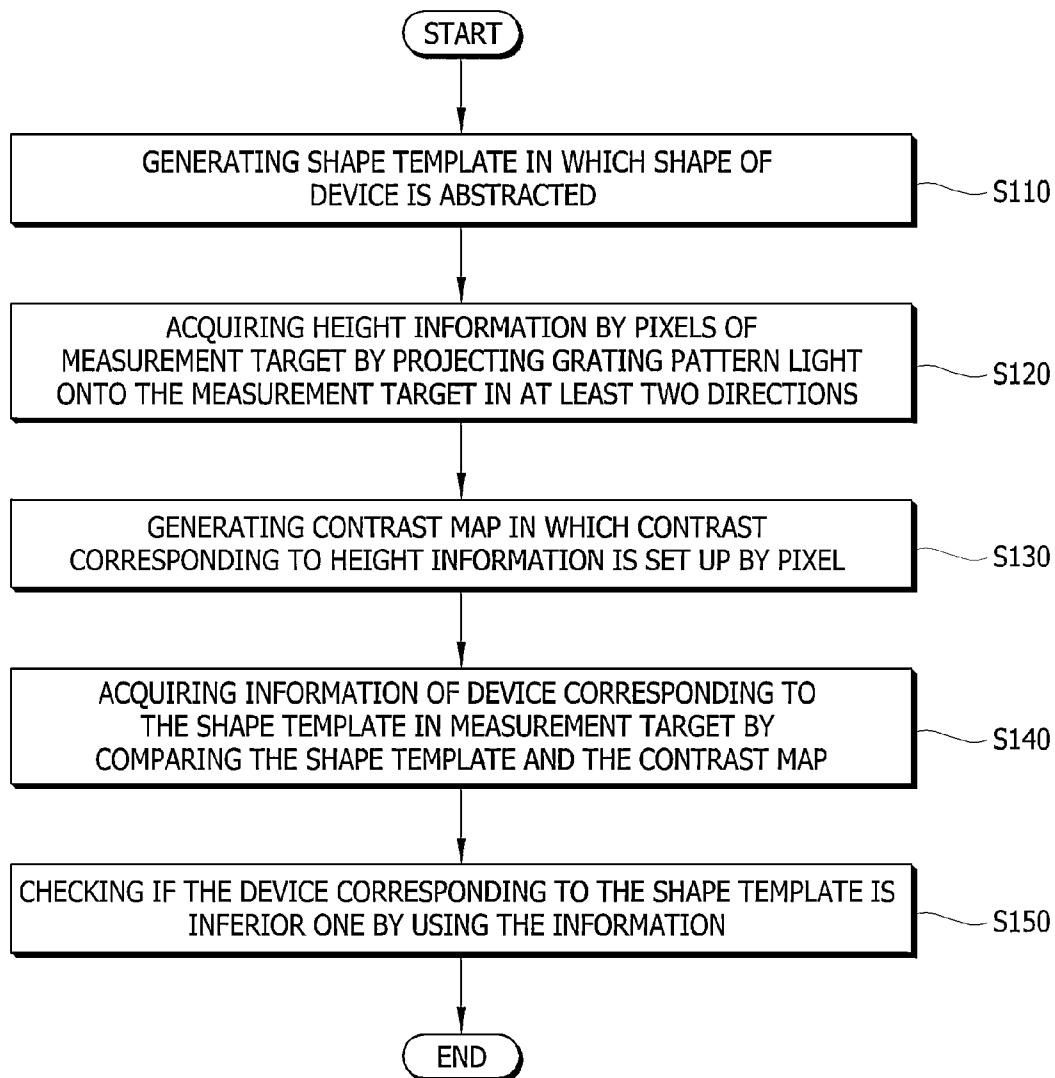 START
GENERATING SHAPE TEMPLATE IN WHICH SHAPE OF
DEVICE IS ABSTRACTED
S110
ACQUIRING HEIGHT INFORMATION BY PIXELS OF
MEASUREMENT TARGET BY PROJECTING GRATING PATTERN LIGHT
ONTO THE MEASUREMENT TARGET IN AT LEAST TWO DIRECTIONS
S120
GENERATING CONTRAST MAP IN WHICH CONTRAST
CORRESPONDING TO HEIGHT INFORMATION IS SET UP BY PIXEL
S130
ACQUIRING INFORMATION OF DEVICE CORRESPONDING TO
THE SHAPE TEMPLATE IN MEASUREMENT TARGET BY
COMPARING THE SHAPE TEMPLATE AND THE CONTRAST MAP
S140
CHECKING IF THE DEVICE CORRESPONDING TO THE SHAPE TEMPLATE IS
INFERIOR ONE BY USING THE INFORMATION
S150
END